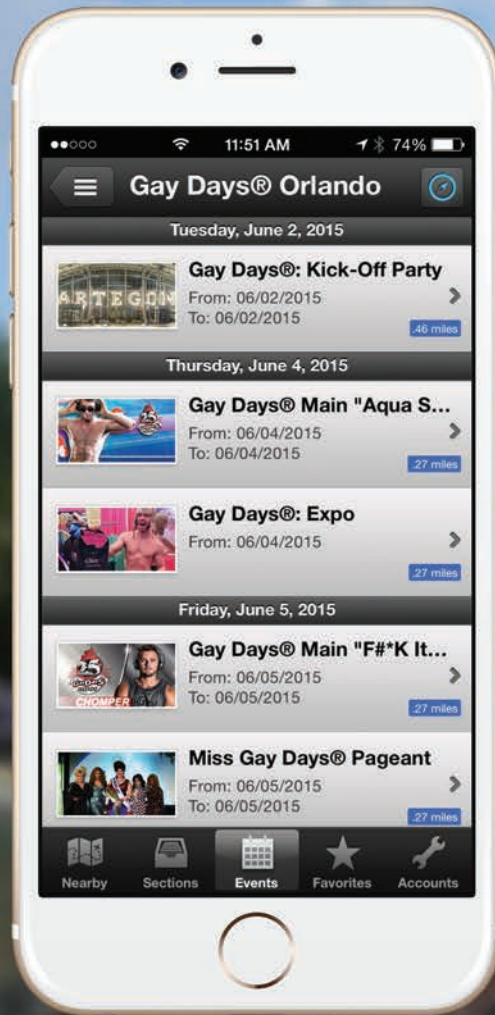 11:51 AM
74%
Gay Days® Orlando
Tuesday, June 2, 2015
ARTEGON
Gay Days®: Kick-Off Party
From: 06/02/2015
To: 06/02/2015
.46 miles
Thursday, June 4, 2015
Gay Days® Main "Aqua S...
From: 06/04/2015
To: 06/04/2015
.27 miles
Gay Days®: Expo
From: 06/04/2015
.27 miles
Friday, June 5, 2015
Gay Days® Main "F#*K It...
35
CHOMPER
From: 06/05/2015
To: 06/05/2015
.27 miles
Miss Gay Days® Pageant
From: 06/05/2015
To: 06/05/2015
.27 miles
Nearby
Sections
Events
Favorites
Accounts